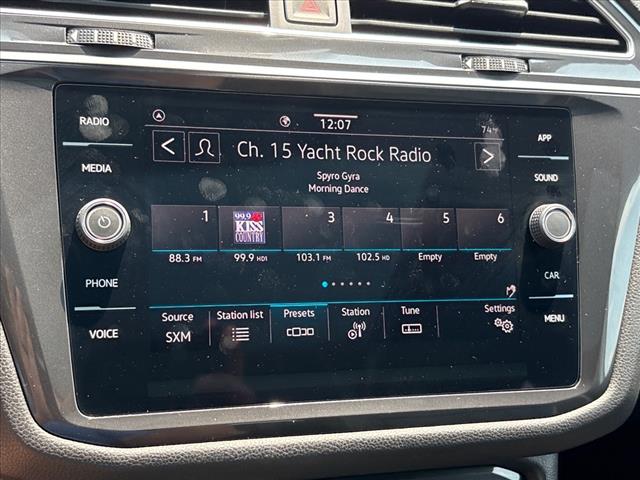 RADIO
MEDIA
PHONE
VOICE
12:07
74
Ch. 15 Yacht Rock Radio
Spyro Gyra
Morning Dance
1 3 4 5 6
99.9
KISS
COUNTRY
88.3 FM 99.9 HD1 103.1 FM 102.5 HD Empty Empty
Source Station list Presets Station Tune Settings
SXM
APP
SOUND
CAR
MENU